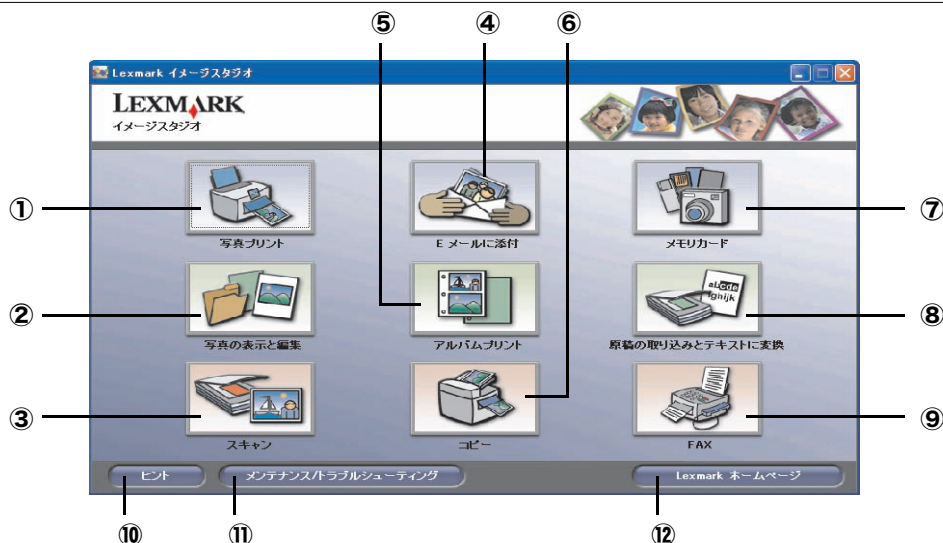 ⑤ ④ ⑥
Lexmark イメージスタジオ
LEXMARK
イメージスタジオ
①
写真プリント
E メールに添付
⑦
メモリカード
②
写真の表示と編集
アルバムプリント
abcde
fghijk
⑧
原稿の取り込みとテキストに変換
③
スキャン
コピー
⑨
FAX
ヒント
メンテナンス/トラブルシューティング
Lexmark ホームページ
⑩ ⑪ ⑫